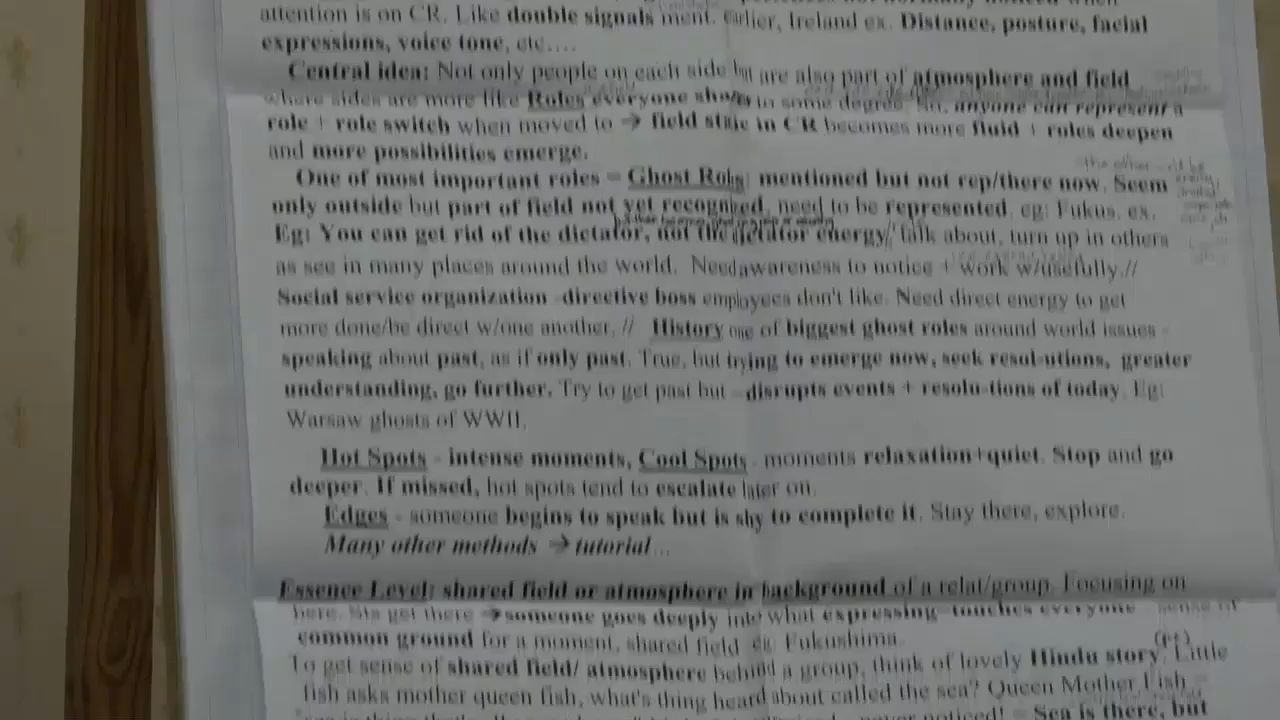 attention is on CR. Like double signals ment. earlier, Ireland ex. Distance, posture, facial
expressions, voice tone, etc....
Central idea: Not only people on each side but are also part of atmosphere and field
where sides are more like Roles everyone shares to some degree. So, anyone can represent a
role + role switch when moved to → field static in CR becomes more fluid + roles deepen
and more possibilities emerge.
One of most important roles = Ghost Roles: mentioned but not rep/there now. Seem
only outside but part of field not yet recognized, need to be represented. eg: Fukus. ex.
Eg: You can get rid of the dictator, not the dictator energy, talk about, turn up in others
as see in many places around the world. Need awareness to notice + work w/usefully.//
Social service organization -directive boss employees don't like. Need direct energy to get
more done/be direct w/one another. // History one of biggest ghost roles around world issues -
speaking about past, as if only past. True, but trying to emerge now, seek resol-utions, greater
understanding, go further. Try to get past but - disrupts events + resolu-tions of today. Eg:
Warsaw ghosts of WWII.
Hot Spots - intense moments, Cool Spots - moments relaxation+quiet. Stop and go
deeper. If missed, hot spots tend to escalate later on.
Edges - someone begins to speak but is shy to complete it. Stay there, explore.
Many other methods → tutorial...
Essence Level: shared field or atmosphere in background of a relat/group. Focusing on
here. Sts get there →someone goes deeply into what expressing touches everyone sense of
common ground for a moment, shared field eg: Fukushima.
To get sense of shared field/ atmosphere behind a group, think of lovely Hindu story. Little
fish asks mother queen fish, what's thing heard about called the sea? Queen Mother Fish -
never noticed! = Sea is there, but